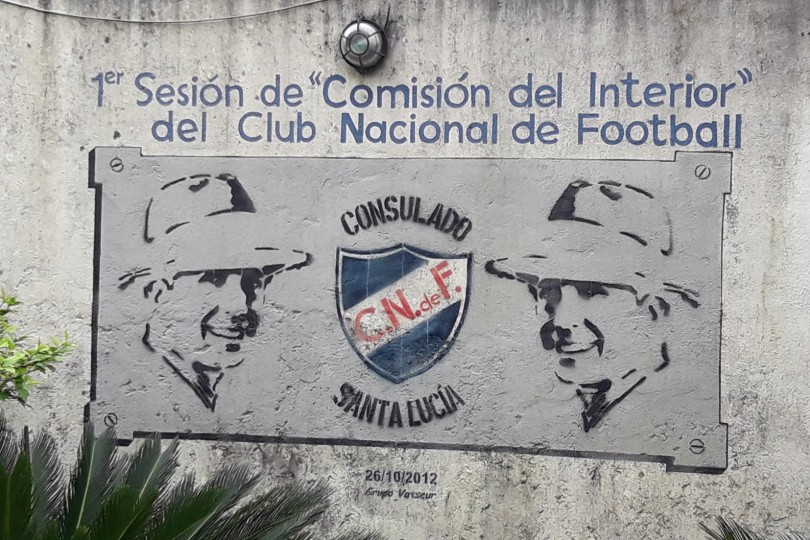 1er Sesión de "Comisión del Interior"
del Club Nacional de Football
CONSULADO
C.N.deF.
SANTA LUCÍA
26/10/2012
Grupo Vasseur